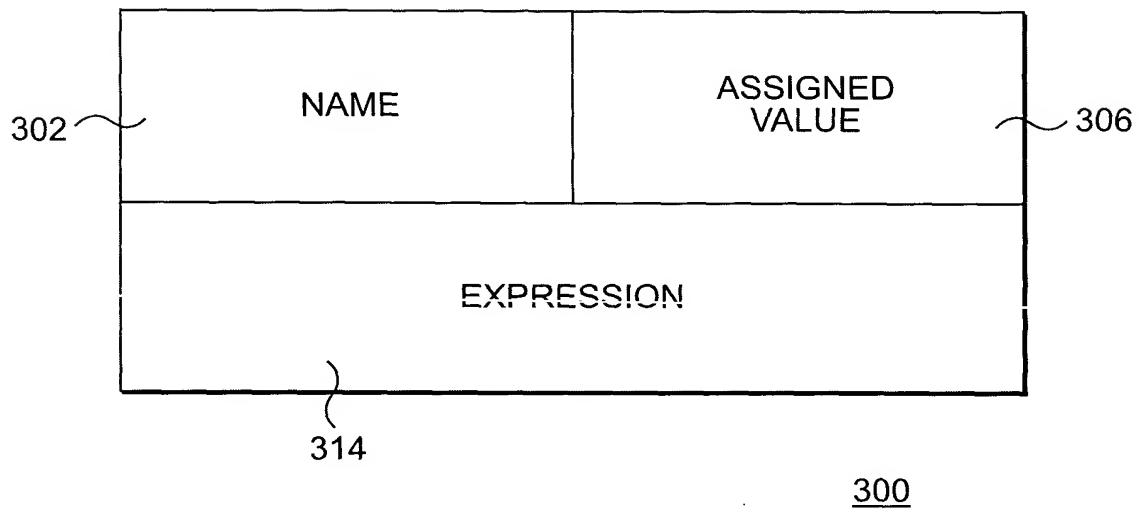 NAME
ASSIGNED
VALUE
302
306
EXPRESSION
314
300